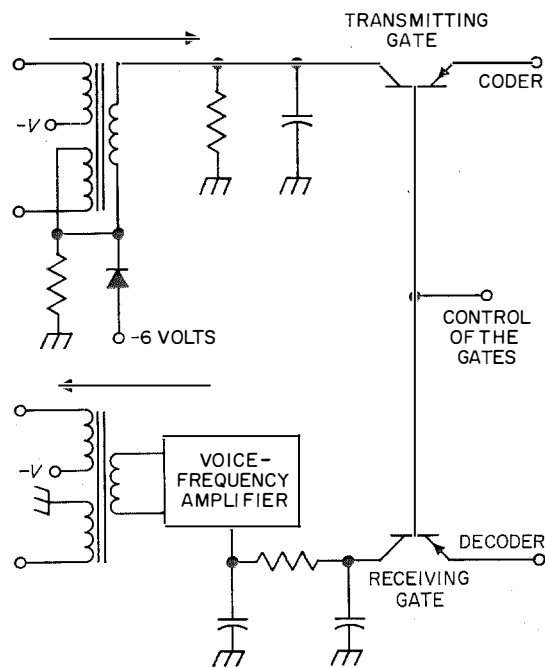 TRANSMITTING
GATE
CODER
-V
-6 VOLTS
CONTROL
OF THE
GATES
-V
VOICE-
FREQUENCY
AMPLIFIER
DECODER
RECEIVING
GATE